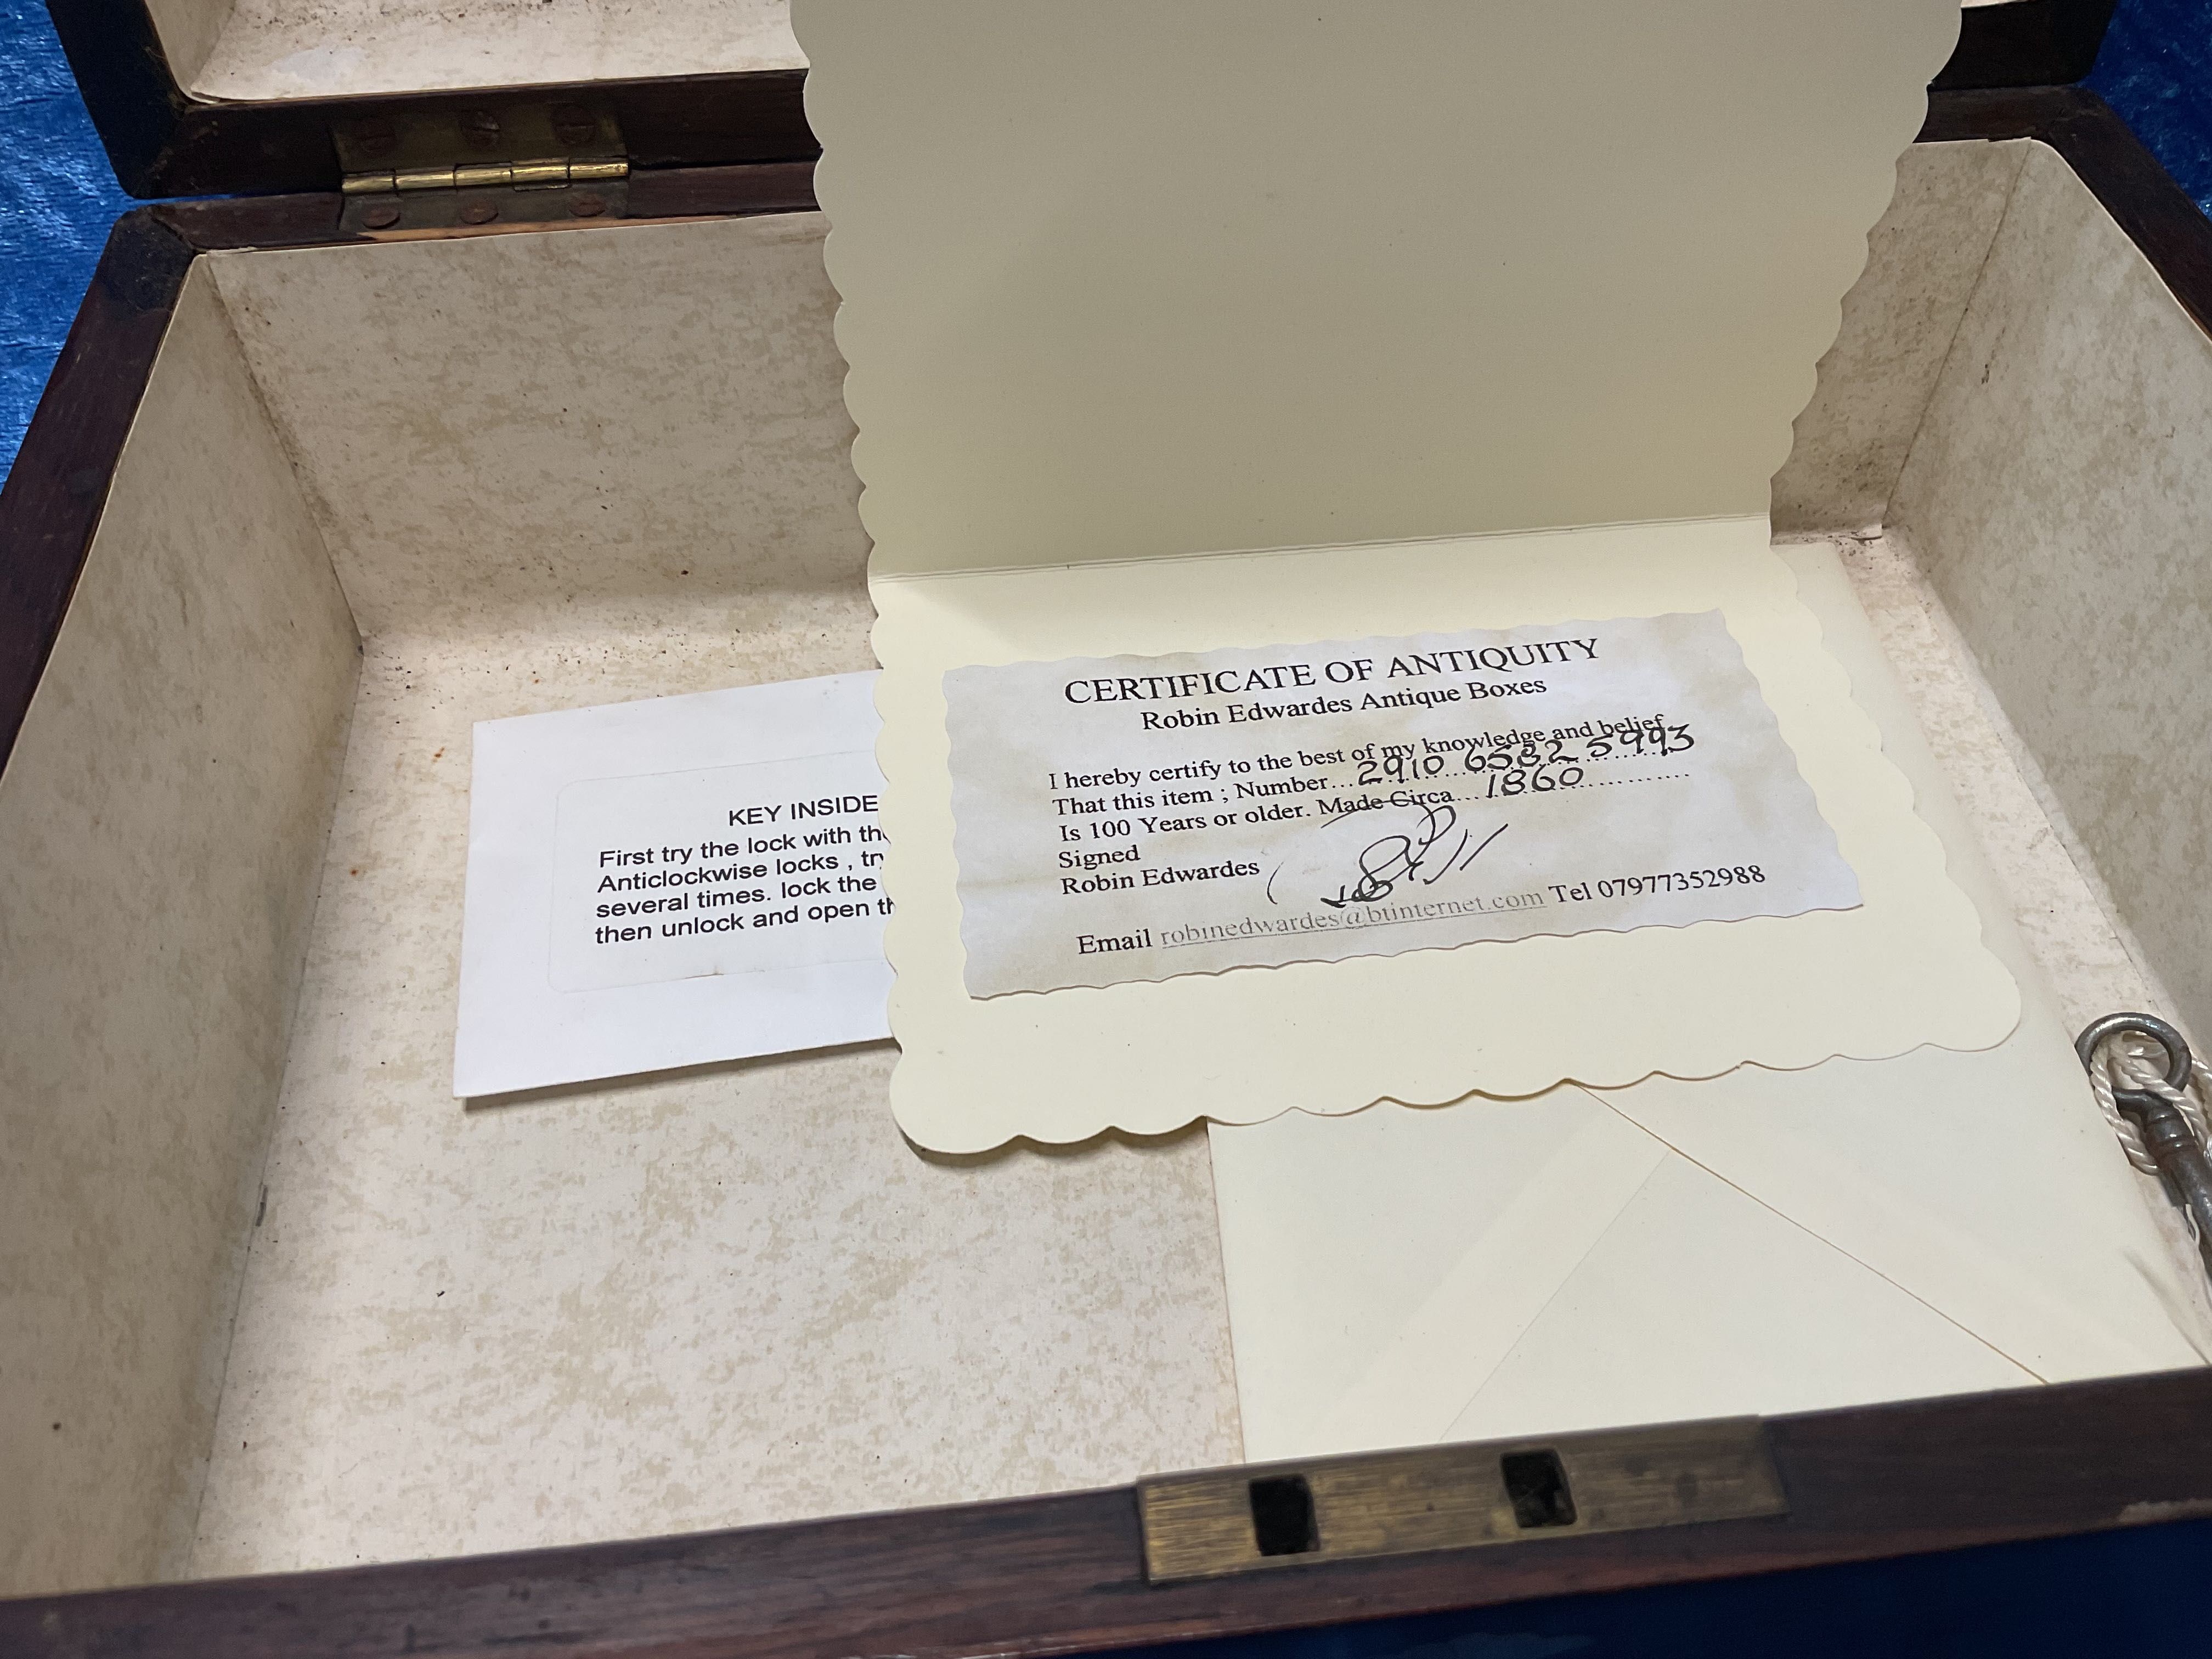 KEY INSIDE
First try the lock with the
Anticlockwise locks , try
several times. lock the
then unlock and open th
CERTIFICATE OF ANTIQUITY
Robin Edwardes Antique Boxes
I hereby certify to the best of my knowledge and belief
That this item ; Number...2910 6582 5993
Is 100 Years or older. Made Circa....1860..........
Signed
Robin Edwardes
Email robinedwardes@btinternet.com Tel 07977352988